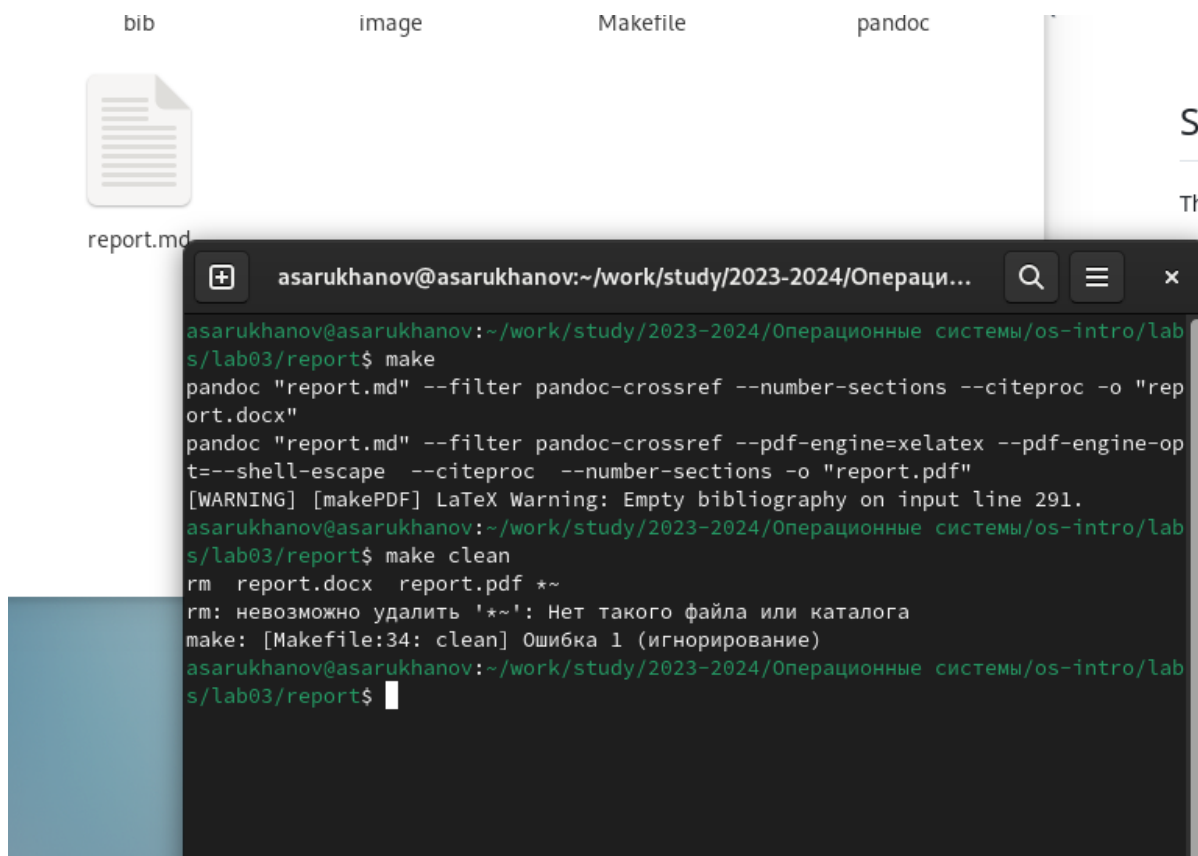 bib image Makefile pandoc
report.md
asarukhanov@asarukhanov:~/work/study/2023-2024/Операци...
asarukhanov@asarukhanov:~/work/study/2023-2024/Операционные системы/os-intro/lab
s/lab03/report$ make
pandoc "report.md" --filter pandoc-crossref --number-sections --citeproc -o "rep
ort.docx"
pandoc "report.md" --filter pandoc-crossref --pdf-engine=xelatex --pdf-engine-op
t=--shell-escape  --citeproc  --number-sections -o "report.pdf"
[WARNING] [makePDF] LaTeX Warning: Empty bibliography on input line 291.
asarukhanov@asarukhanov:~/work/study/2023-2024/Операционные системы/os-intro/lab
s/lab03/report$ make clean
rm  report.docx  report.pdf *~
rm: невозможно удалить '*~': Нет такого файла или каталога
make: [Makefile:34: clean] Ошибка 1 (игнорирование)
asarukhanov@asarukhanov:~/work/study/2023-2024/Операционные системы/os-intro/lab
s/lab03/report$